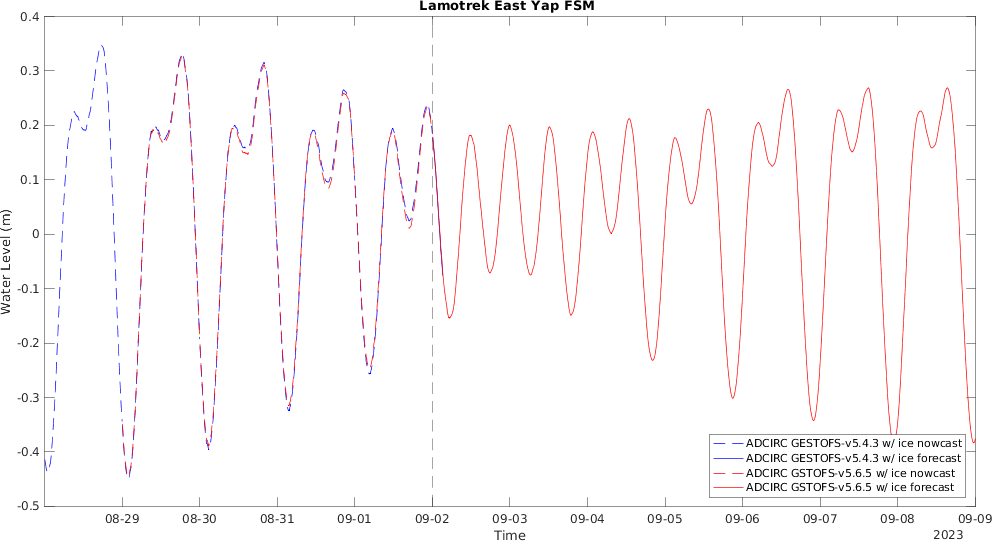 Lamotrek East Yap FSM
0.4
0.3
0.2
0.1
0
-0.1
-0.2
-0.3
-0.4
-0.5
Water Level (m)
ADCIRC GESTOFS-v5.4.3 w/ ice nowcast
ADCIRC GESTOFS-v5.4.3 w/ ice forecast
ADCIRC GSTOFS-v5.6.5 w/ ice nowcast
ADCIRC GSTOFS-v5.6.5 w/ ice forecast
08-29 08-30 08-31 09-01 09-02 09-03 09-04 09-05 09-06 09-07 09-08 09-09
Time
2023